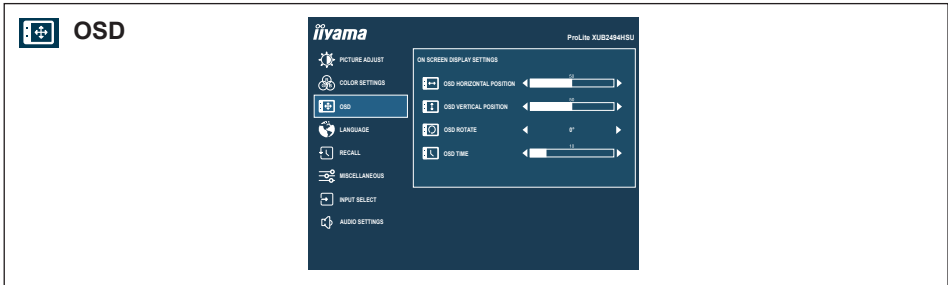 OSD
iiyama
ProLite XUB2494HSU
PICTURE ADJUST
COLOR SETTINGS
OSD
LANGUAGE
RECALL
MISCELLANEOUS
INPUT SELECT
AUDIO SETTINGS
ON SCREEN DISPLAY SETTINGS
OSD HORIZONTAL POSITION
50
OSD VERTICAL POSITION
OSD ROTATE 0°
OSD TIME